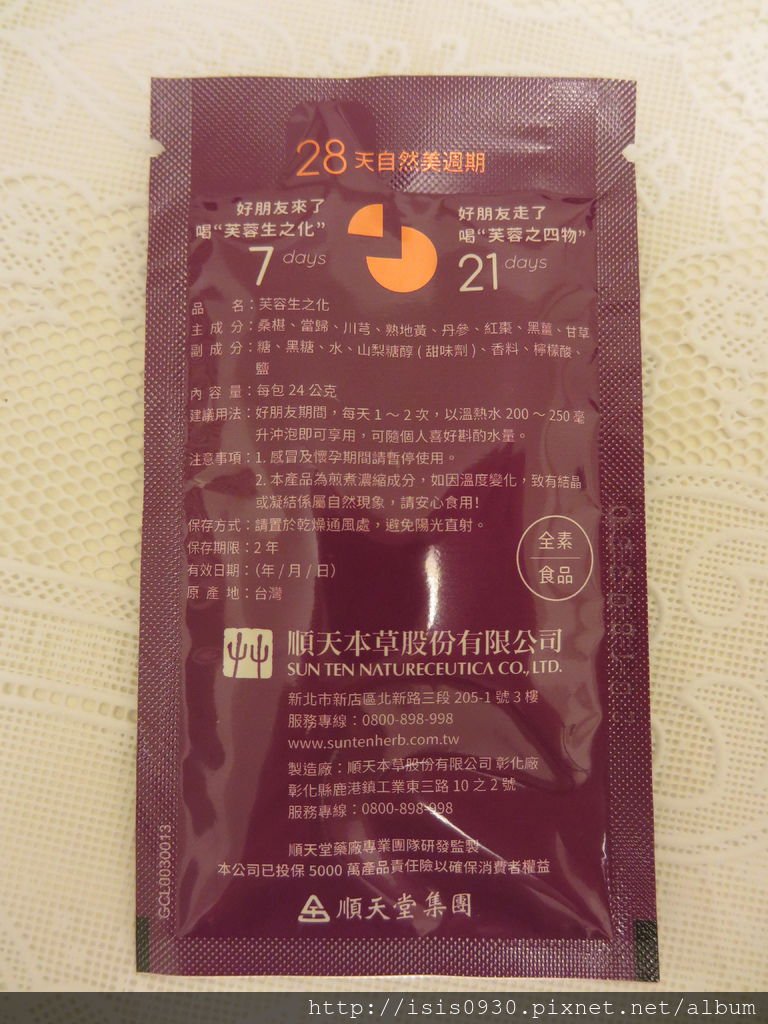 28天自然美週期
好朋友來了
喝“芙蓉生之化”
7 days
好朋友走了
喝“芙蓉之四物”
21 days
品名：芙容生之化
主成分：桑椹、當歸、川芎、熟地黃、丹參、紅棗、黑薑、甘草
副成分：糖、黑糖、水、山梨糖醇(甜味劑)、香料、檸檬酸、
鹽
內容量：每包24公克
建議用法：好朋友期間，每天1～2次，以溫熱水200～250毫
升沖泡即可享用，可隨個人喜好斟酌水量。
注意事項：1.感冒及懷孕期間請暫停使用。
2.本產品為煎煮濃縮成分，如因溫度變化，致有結晶
或凝結係屬自然現象，請安心食用!
保存方式：請置於乾燥通風處，避免陽光直射。
保存期限：2年
有效日期：(年/月/日)
原產地：台灣
全素
食品
順天本草股份有限公司
SUN TEN NATURECEUTICA CO., LTD.
新北市新店區北新路三段205-1號3樓
服務專線：0800-898-998
www.suntenherb.com.tw
製造廠：順天本草股份有限公司彰化廠
彰化縣鹿港鎮工業東三路10之2號
服務專線：0800-898-998
順天堂藥廠專業團隊研發監製
本公司已投保5000萬產品責任險以確保消費者權益
順天堂集團
GCL0030013
http://isis0930.pixnet.net/album